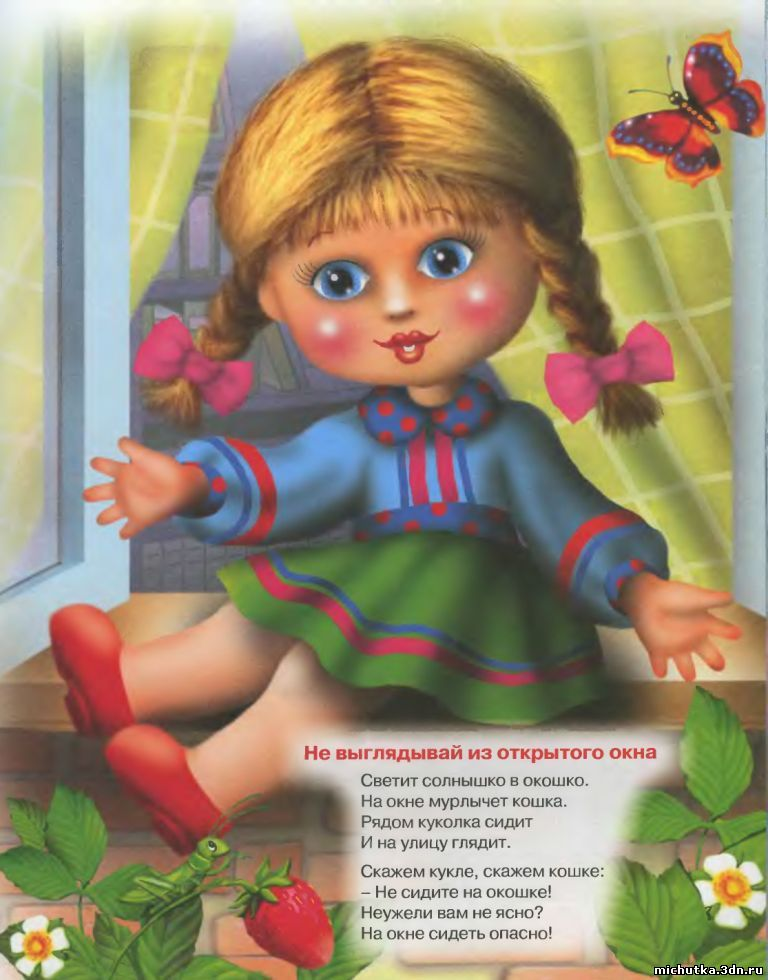 Не выглядывай из открытого окна
Светит солнышко в окошко.
На окне мурлычет кошка.
Рядом куколка сидит
И на улицу глядит.
Скажем кукле, скажем кошке:
– Не сидите на окошке!
Неужели вам не ясно?
На окне сидеть опасно!
michutka.3dn.ru